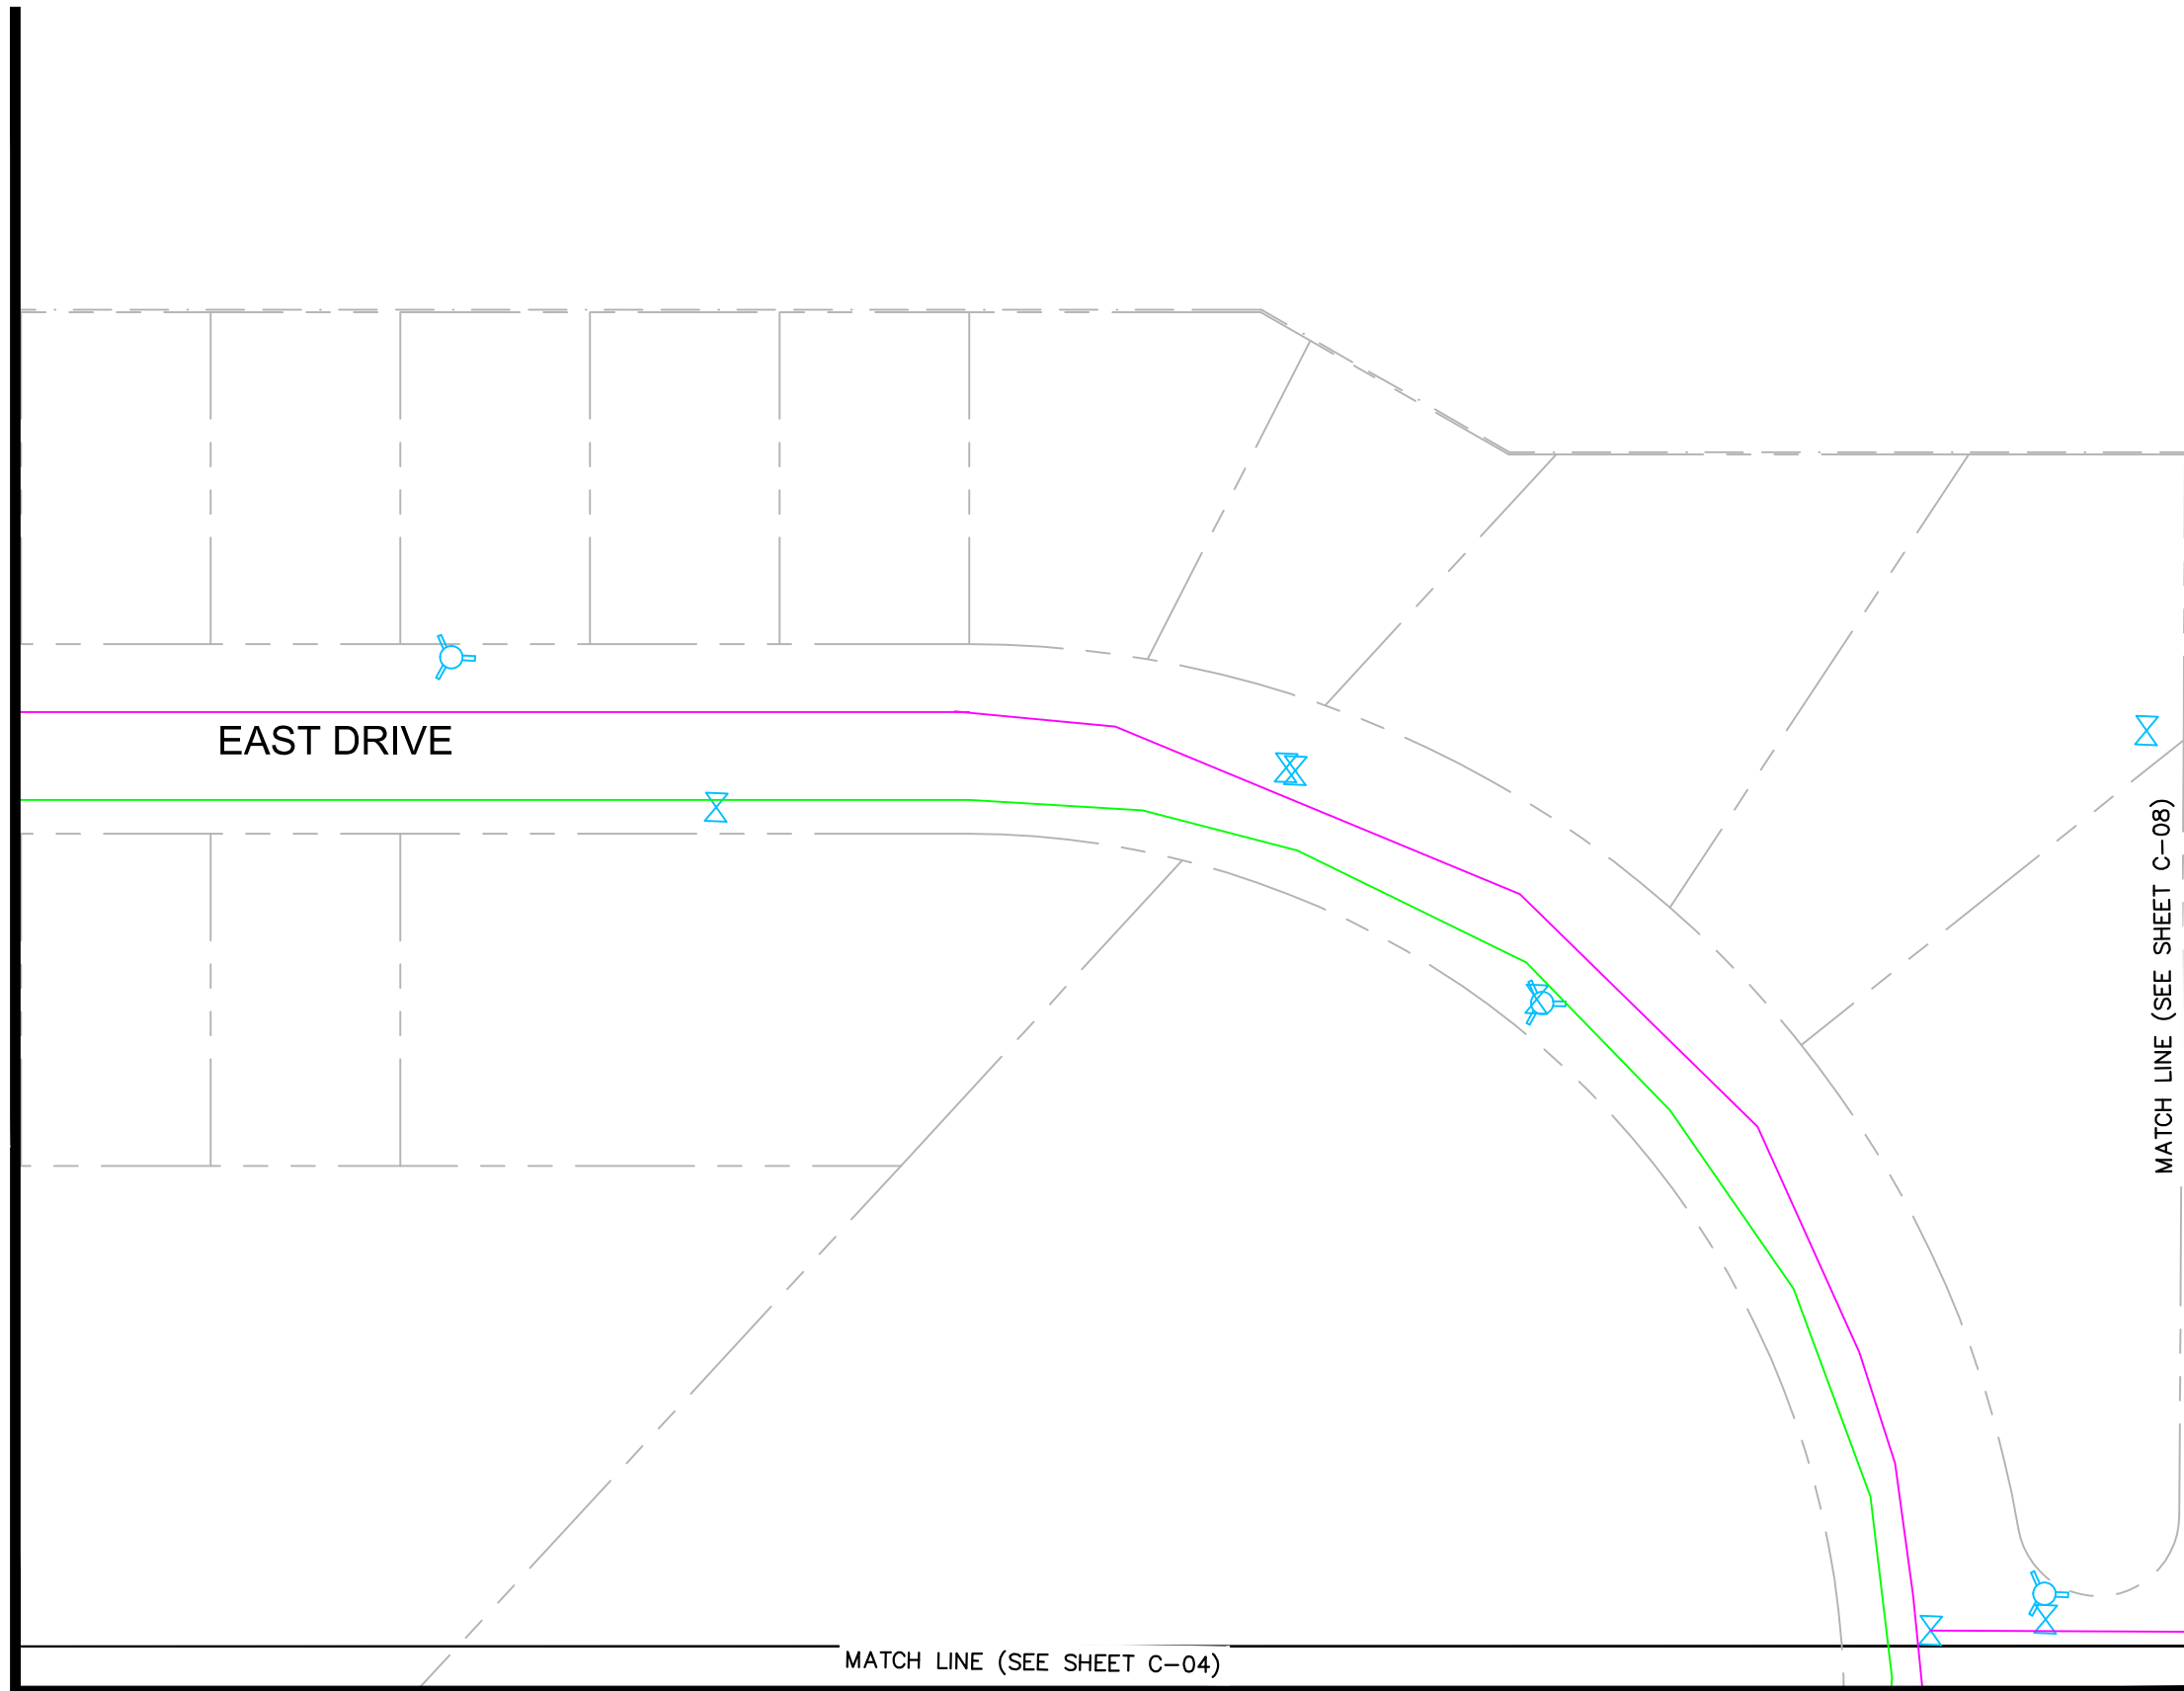 EAST DRIVE
MATCH LINE (SEE SHEET C-08)
MATCH LINE (SEE SHEET C-04)